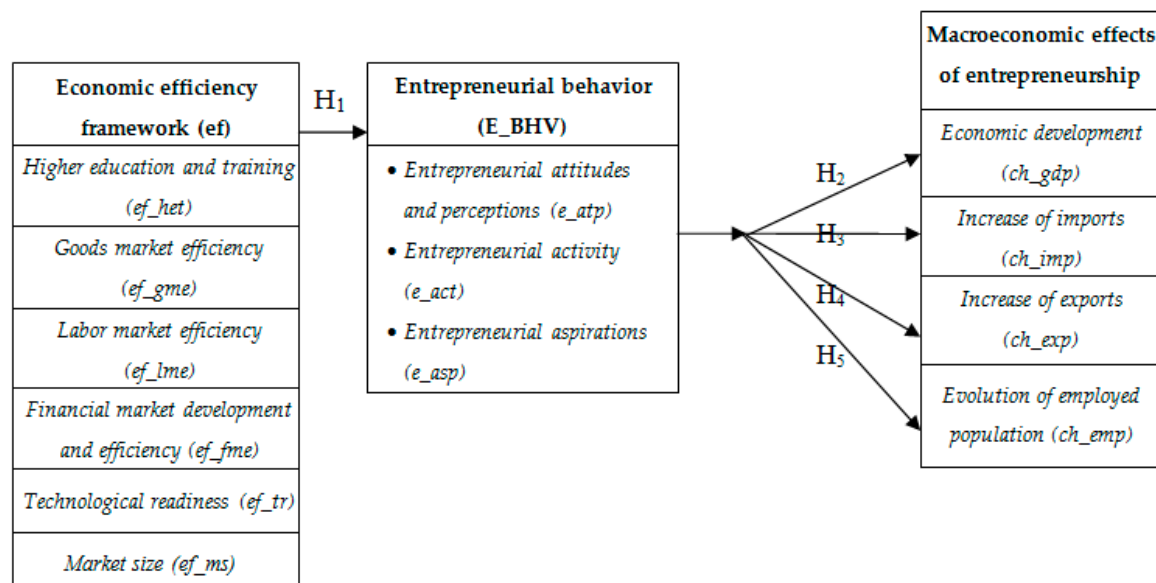 Economic efficiency
framework (ef)
Higher education and training
(ef_het)
Goods market efficiency
(ef_gme)
Labor market efficiency
(ef_lme)
Financial market development
and efficiency (ef_fme)
Technological readiness (ef_tr)
Market size (ef_ms)
H₁
Entrepreneurial behavior
(E_BHV)
• Entrepreneurial attitudes
and perceptions (e_atp)
• Entrepreneurial activity
(e_act)
• Entrepreneurial aspirations
(e_asp)
H₂
H₃
H₄
H₅
Macroeconomic effects
of entrepreneurship
Economic development
(ch_gdp)
Increase of imports
(ch_imp)
Increase of exports
(ch_exp)
Evolution of employed
population (ch_emp)